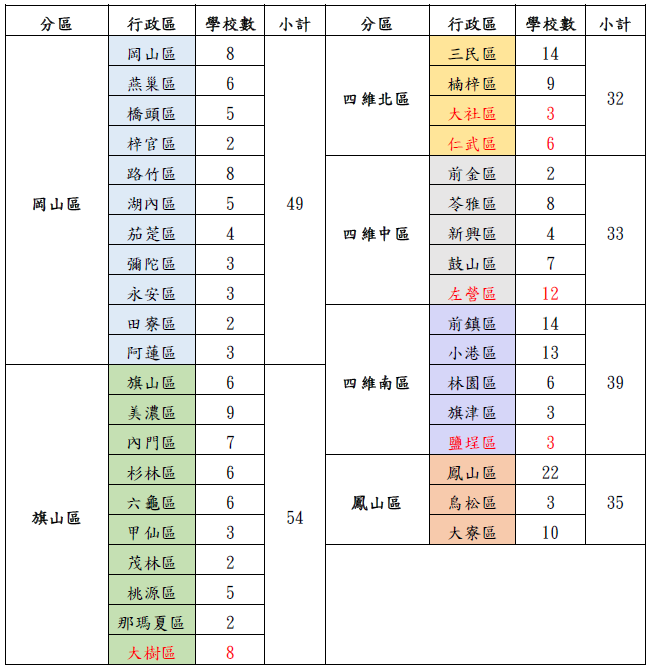 分區 行政區 學校數 小計 分區 行政區 學校數 小計
岡山區 岡山區 8 49 四維北區 三民區 14 32
燕巢區 6 楠梓區 9
橋頭區 5 大社區 3
梓官區 2 仁武區 6
路竹區 8 四維中區 前金區 2 33
湖內區 5 苓雅區 8
茄萣區 4 新興區 4
彌陀區 3 鼓山區 7
永安區 3 左營區 12
田寮區 2 四維南區 前鎮區 14 39
阿蓮區 3 小港區 13
旗山區 旗山區 6 54 林園區 6
美濃區 9 旗津區 3
內門區 7 鹽埕區 3
杉林區 6 鳳山區 鳳山區 22 35
六龜區 6 鳥松區 3
甲仙區 3 大寮區 10
茂林區 2
桃源區 5
那瑪夏區 2
大樹區 8